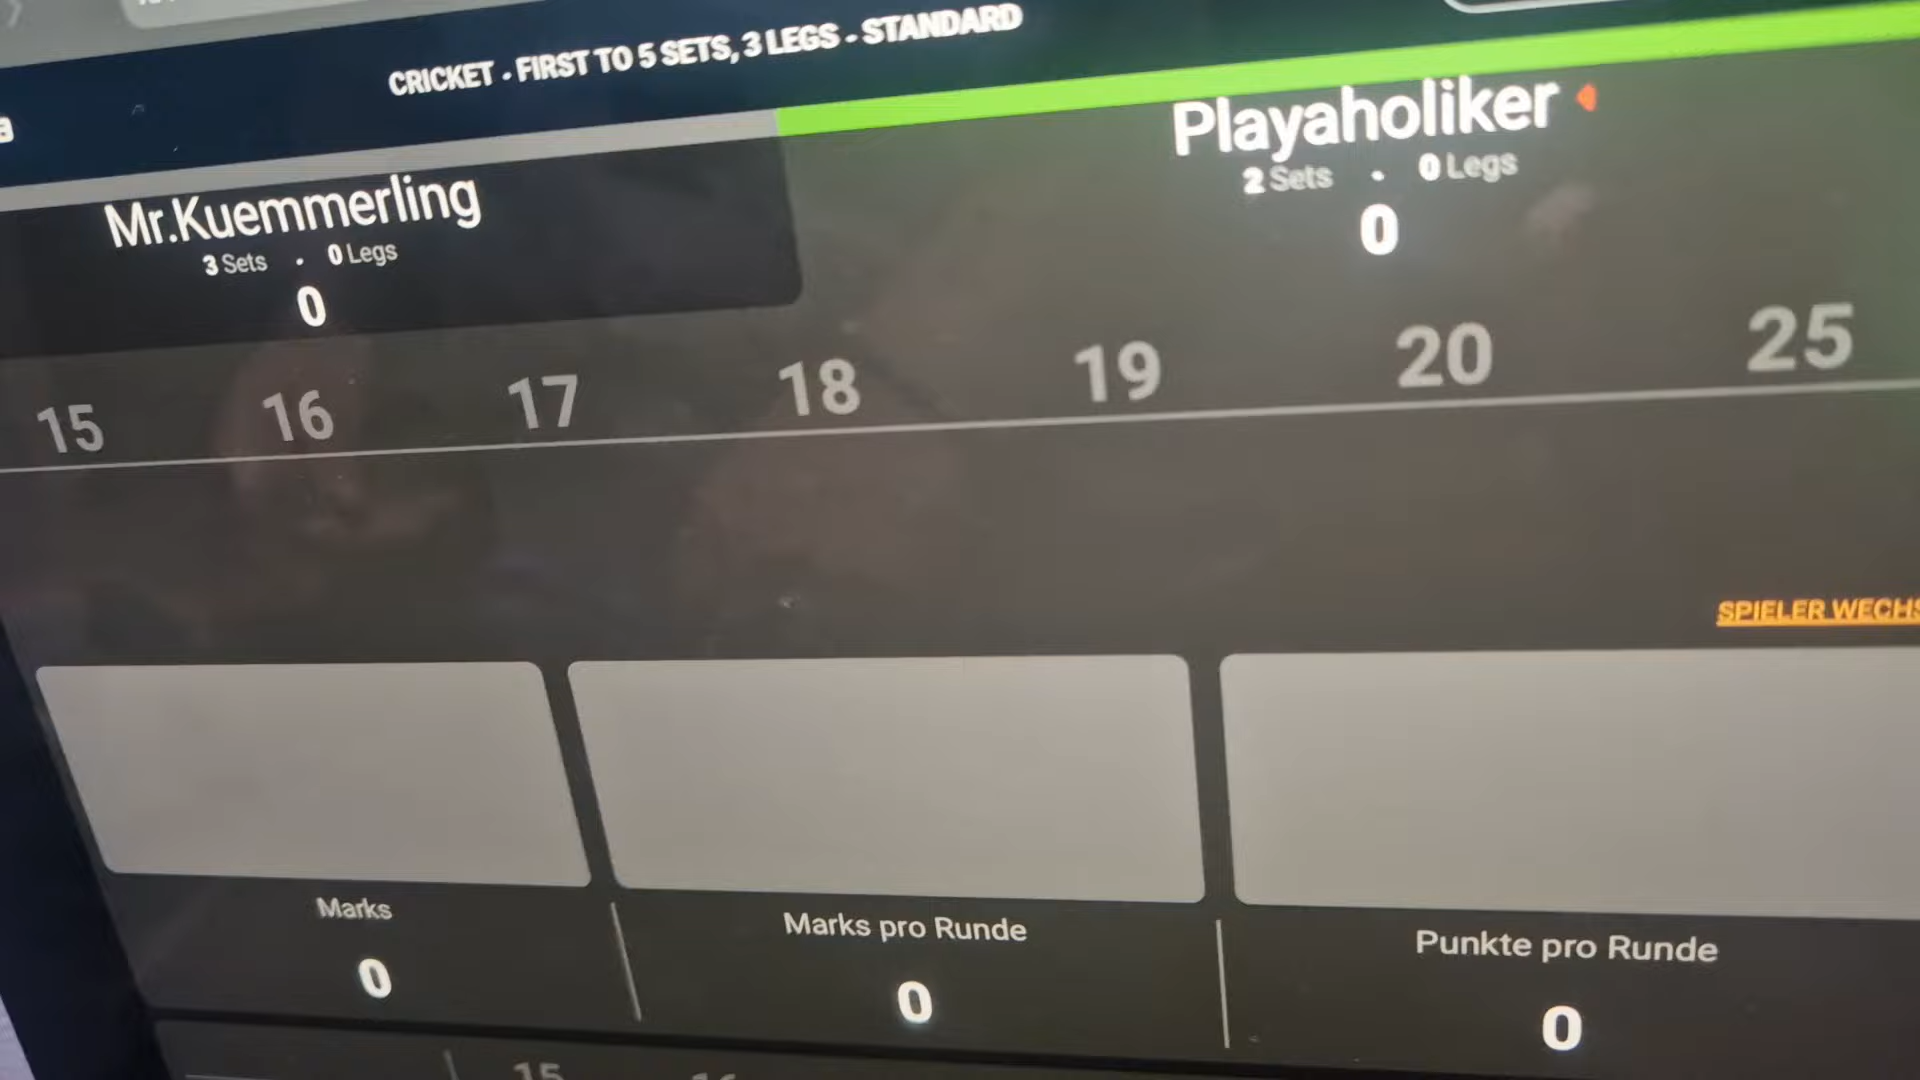 CRICKET - FIRST TO 5 SETS, 3 LEGS - STANDARD
Playaholiker
2 Sets · 0 Legs
0
Mr.Kuemmerling
3 Sets · 0 Legs
0
15 16 17 18 19 20 25
SPIELER WECHS
Marks
0
Marks pro Runde
0
Punkte pro Runde
0
15